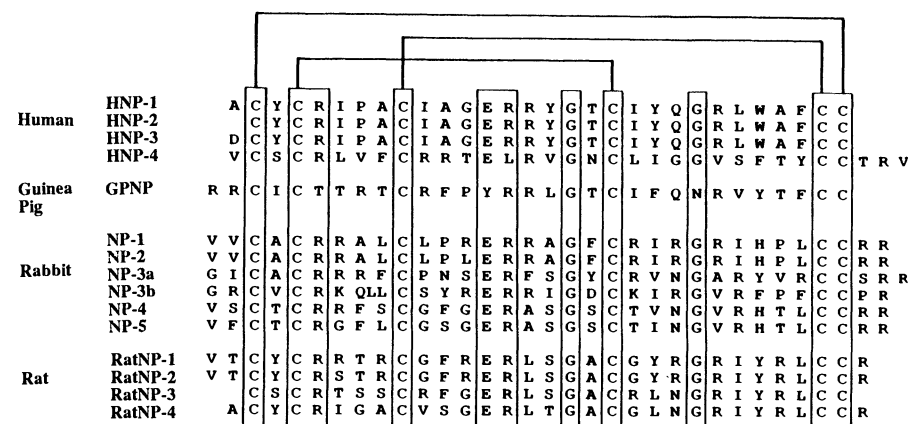 HNP-1 A C Y C R I P A C I A G E R R Y G T C I Y Q G R L W A F C C
Human HNP-2 C Y C R I P A C I A G E R R Y G T C I Y Q G R L W A F C C
HNP-3 D C Y C R I P A C I A G E R R Y G T C I Y Q G R L W A F C C
HNP-4 V C S C R L V F C R R T E L R V G N C L I G G V S F T Y C C T R V
Guinea Pig GPNP R R C I C T T R T C R F P Y R R L G T C I F Q N R V Y T F C C
NP-1 V V C A C R R A L C L P R E R R A G F C R I R G R I H P L C C R R
NP-2 V V C A C R R A L C L P L E R R A G F C R I R G R I H P L C C R R
Rabbit NP-3a G I C A C R R R F C P N S E R F S G Y C R V N G A R Y V R C C S R R
NP-3b G R C V C R K QLL C S Y R E R R I G D C K I R G V R F P F C C P R
NP-4 V S C T C R R F S C G F G E R A S G S C T V N G V R H T L C C R R
NP-5 V F C T C R G F L C G S G E R A S G S C T I N G V R H T L C C R R
RatNP-1 V T C Y C R R T R C G F R E R L S G A C G Y R G R I Y R L C C R
Rat RatNP-2 V T C Y C R S T R C G F R E R L S G A C G Y R G R I Y R L C C R
RatNP-3 C S C R T S S C R F G E R L S G A C R L N G R I Y R L C C
RatNP-4 A C Y C R I G A C V S G E R L T G A C G L N G R I Y R L C C R